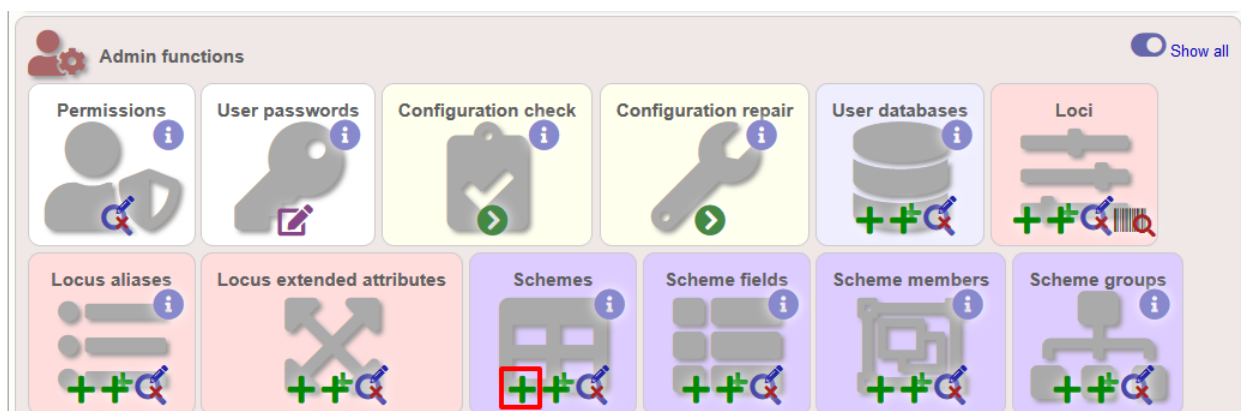 Admin functions
Show all
Permissions
User passwords
Configuration check
Configuration repair
User databases
Loci
Locus aliases
Locus extended attributes
Schemes
Scheme fields
Scheme members
Scheme groups